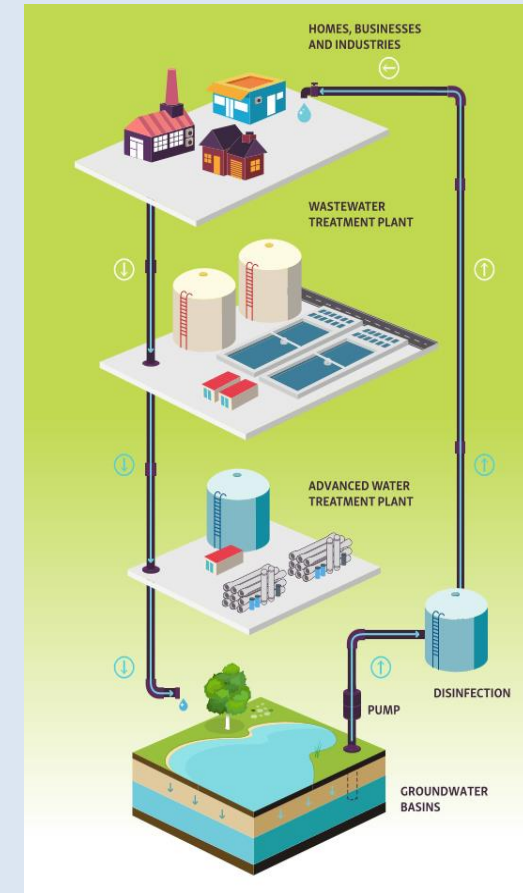 HOMES, BUSINESSES
AND INDUSTRIES
WASTEWATER
TREATMENT PLANT
ADVANCED WATER
TREATMENT PLANT
DISINFECTION
PUMP
GROUNDWATER
BASINS